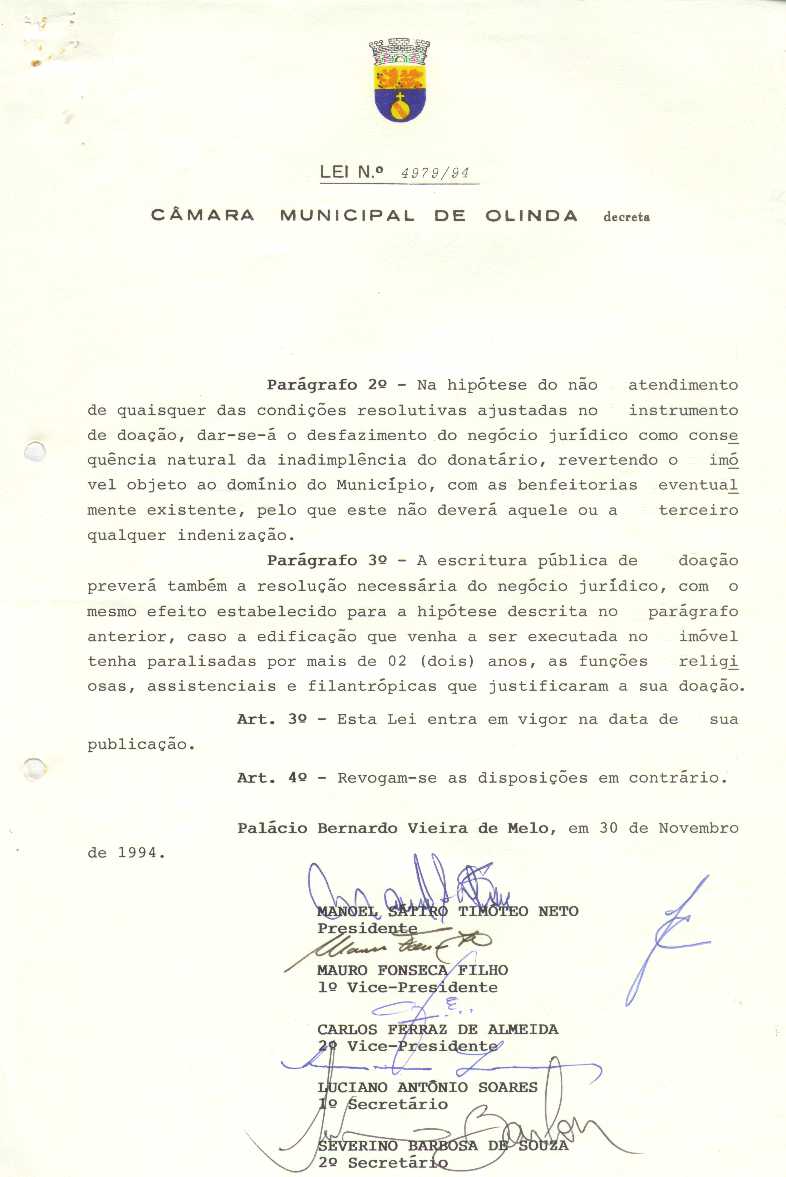 LEI N.º 4979/94
CÂMARA MUNICIPAL DE OLINDA decreta
Parágrafo 2º - Na hipótese do não atendimento
de quaisquer das condições resolutivas ajustadas no instrumento
de doação, dar-se-á o desfazimento do negócio jurídico como conse
quência natural da inadimplência do donatário, revertendo o imó
vel objeto ao domínio do Município, com as benfeitorias eventual
mente existente, pelo que este não deverá aquele ou a terceiro
qualquer indenização.
Parágrafo 3º - A escritura pública de doação
preverá também a resolução necessária do negócio jurídico, com o
mesmo efeito estabelecido para a hipótese descrita no parágrafo
anterior, caso a edificação que venha a ser executada no imóvel
tenha paralisadas por mais de 02 (dois) anos, as funções religi
osas, assistenciais e filantrópicas que justificaram a sua doação.
Art. 3º - Esta Lei entra em vigor na data de sua
publicação.
Art. 4º - Revogam-se as disposições em contrário.
Palácio Bernardo Vieira de Melo, em 30 de Novembro
de 1994.
MANOEL SÁTIRO TIMÓTEO NETO
Presidente
MAURO FONSECA FILHO
1º Vice-Presidente
CARLOS FERRAZ DE ALMEIDA
2º Vice-Presidente
LUCIANO ANTÔNIO SOARES
1º Secretário
SEVERINO BARBOSA DE SOUZA
2º Secretário